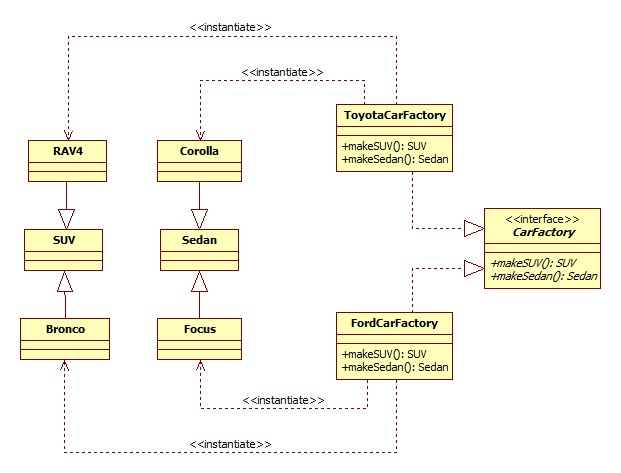 <<instantiate>>
<<instantiate>>
ToyotaCarFactory
+makeSUV(): SUV
+makeSedan(): Sedan
RAV4
Corolla
<<interface>>
CarFactory
+makeSUV(): SUV
+makeSedan(): Sedan
SUV
Sedan
Bronco
Focus
FordCarFactory
+makeSUV(): SUV
+makeSedan(): Sedan
<<instantiate>>
<<instantiate>>